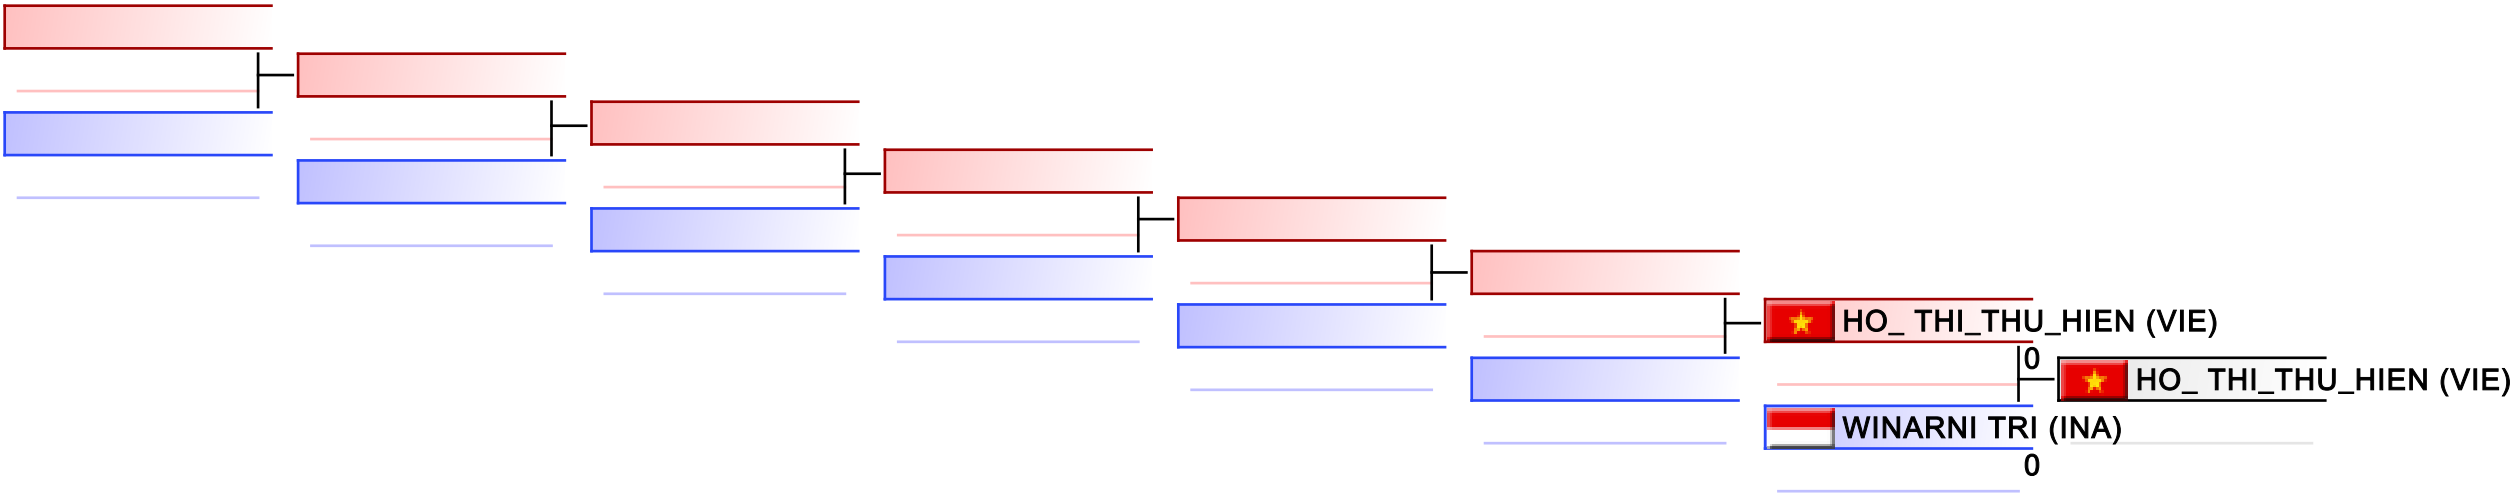 HO_ THI_THU_HIEN (VIE)
0
HO_ THI_THU_HIEN (VIE)
WINARNI TRI (INA)
0